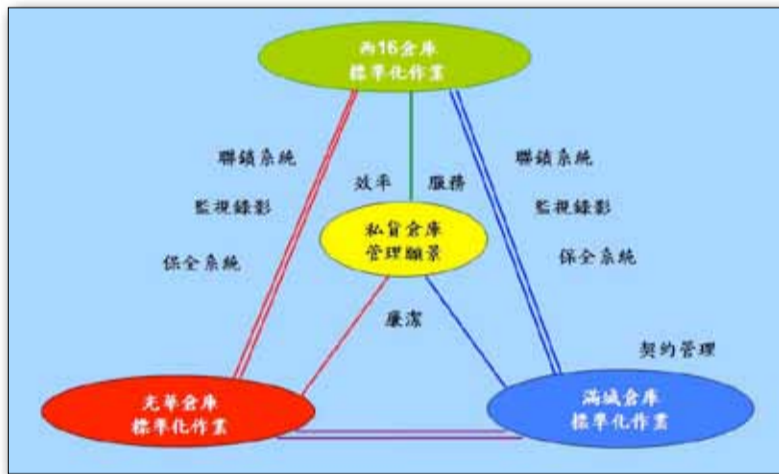 西16倉庫
標準化作業
聯鎖系統
聯鎖系統
效率
服務
監視錄影
監視錄影
私貨倉庫
管理願景
保全系統
保全系統
廉潔
契約管理
光華倉庫
標準化作業
滿誠倉庫
標準化作業